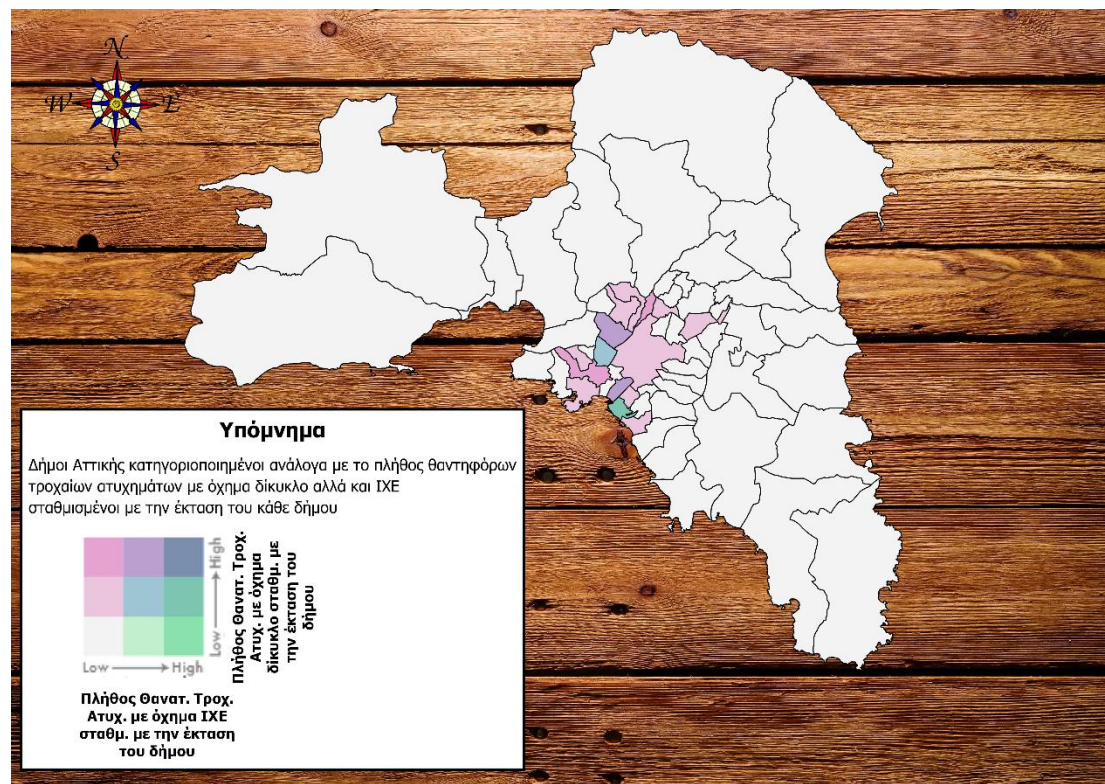 N
W E
S
Υπόμνημα
Δήμοι Αττικής κατηγοριοποιημένοι ανάλογα με το πλήθος θαντηφόρων
τροχαίων ατυχημάτων με όχημα δίκυκλο αλλά και ΙΧΕ
σταθμισμένοι με την έκταση του κάθε δήμου
Low High
Πλήθος Θανατ. Τροχ.
Ατυχ. με όχημα
δίκυκλο σταθμ. με
την έκταση του
δήμου
Low High
Πλήθος Θανατ. Τροχ.
Ατυχ. με όχημα ΙΧΕ
σταθμ. με την έκταση
του δήμου